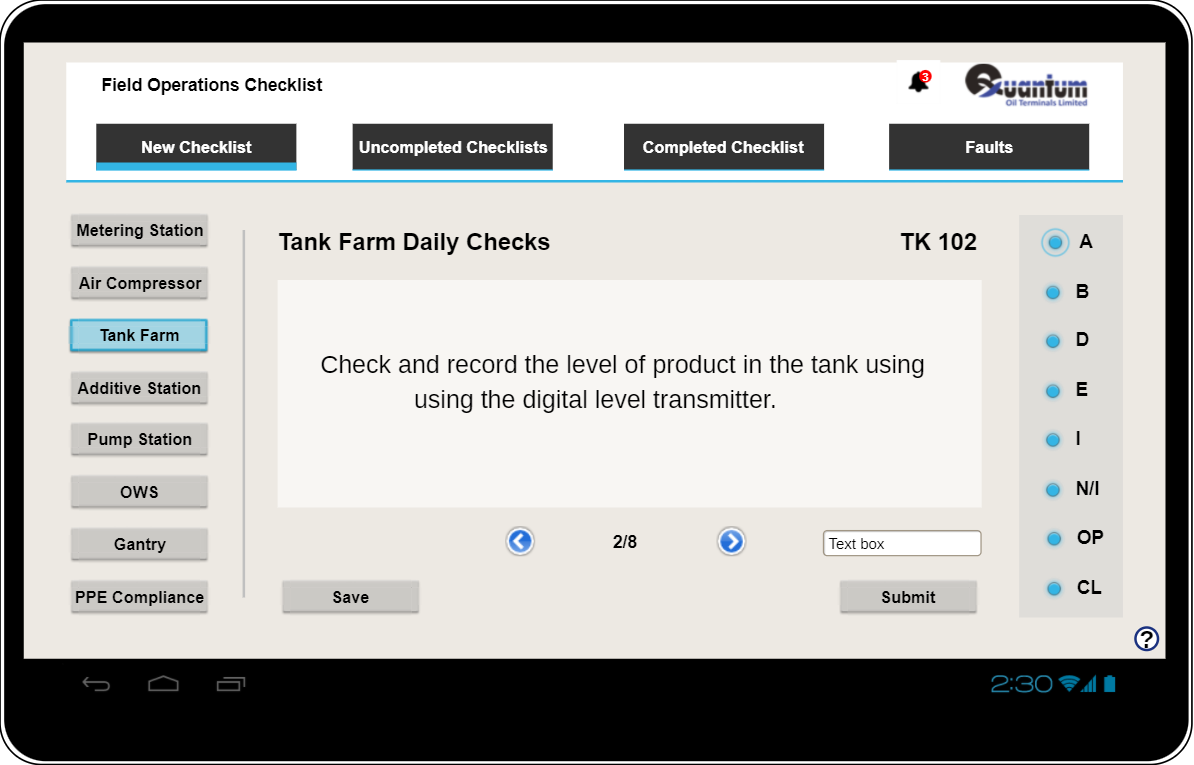 Field Operations Checklist
3
Quantum
Oil Terminals Limited
New Checklist
Uncompleted Checklists
Completed Checklist
Faults
Metering Station
Air Compressor
Tank Farm
Additive Station
Pump Station
OWS
Gantry
PPE Compliance
Tank Farm Daily Checks
TK 102
Check and record the level of product in the tank using
using the digital level transmitter.
2/8
Text box
Save
Submit
A
B
D
E
I
N/I
OP
CL
?
2:30